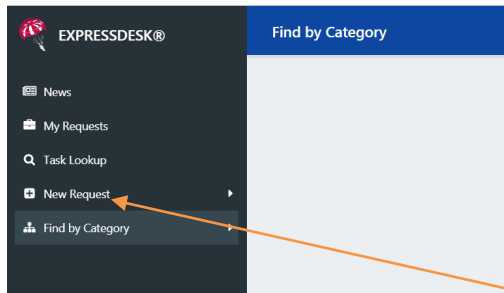 EXPRESSDESK®
Find by Category
News
My Requests
Task Lookup
New Request
Find by Category